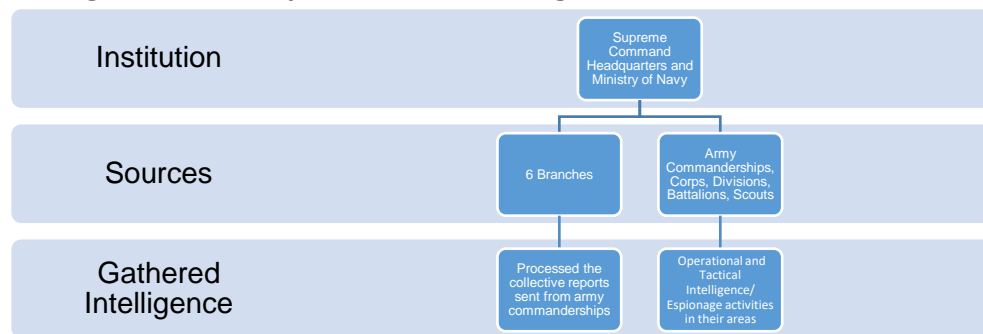 Institution
Supreme
Command
Headquarters and
Ministry of Navy
Sources
6 Branches
Army
Commanderships,
Corps, Divisions,
Battalions, Scouts
Gathered
Intelligence
Processed the
collective reports
sent from army
commanderships
Operational and
Tactical
Intelligence/
Espionage activities
in their areas